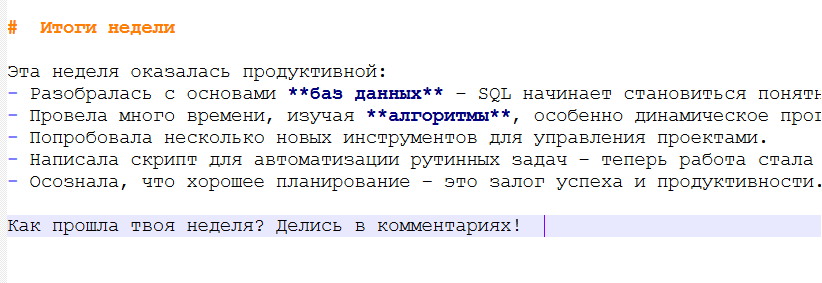 #  Итоги недели
Эта неделя оказалась продуктивной:
- Разобралась с основами **баз данных** – SQL начинает становиться
- Провела много времени, изучая **алгоритмы**, особенно динамическое
- Попробовала несколько новых инструментов для управления проектами.
- Написала скрипт для автоматизации рутинных задач – теперь работа стала
- Осознала, что хорошее планирование – это залог успеха и продуктивности.
Как прошла твоя неделя? Делись в комментариях!